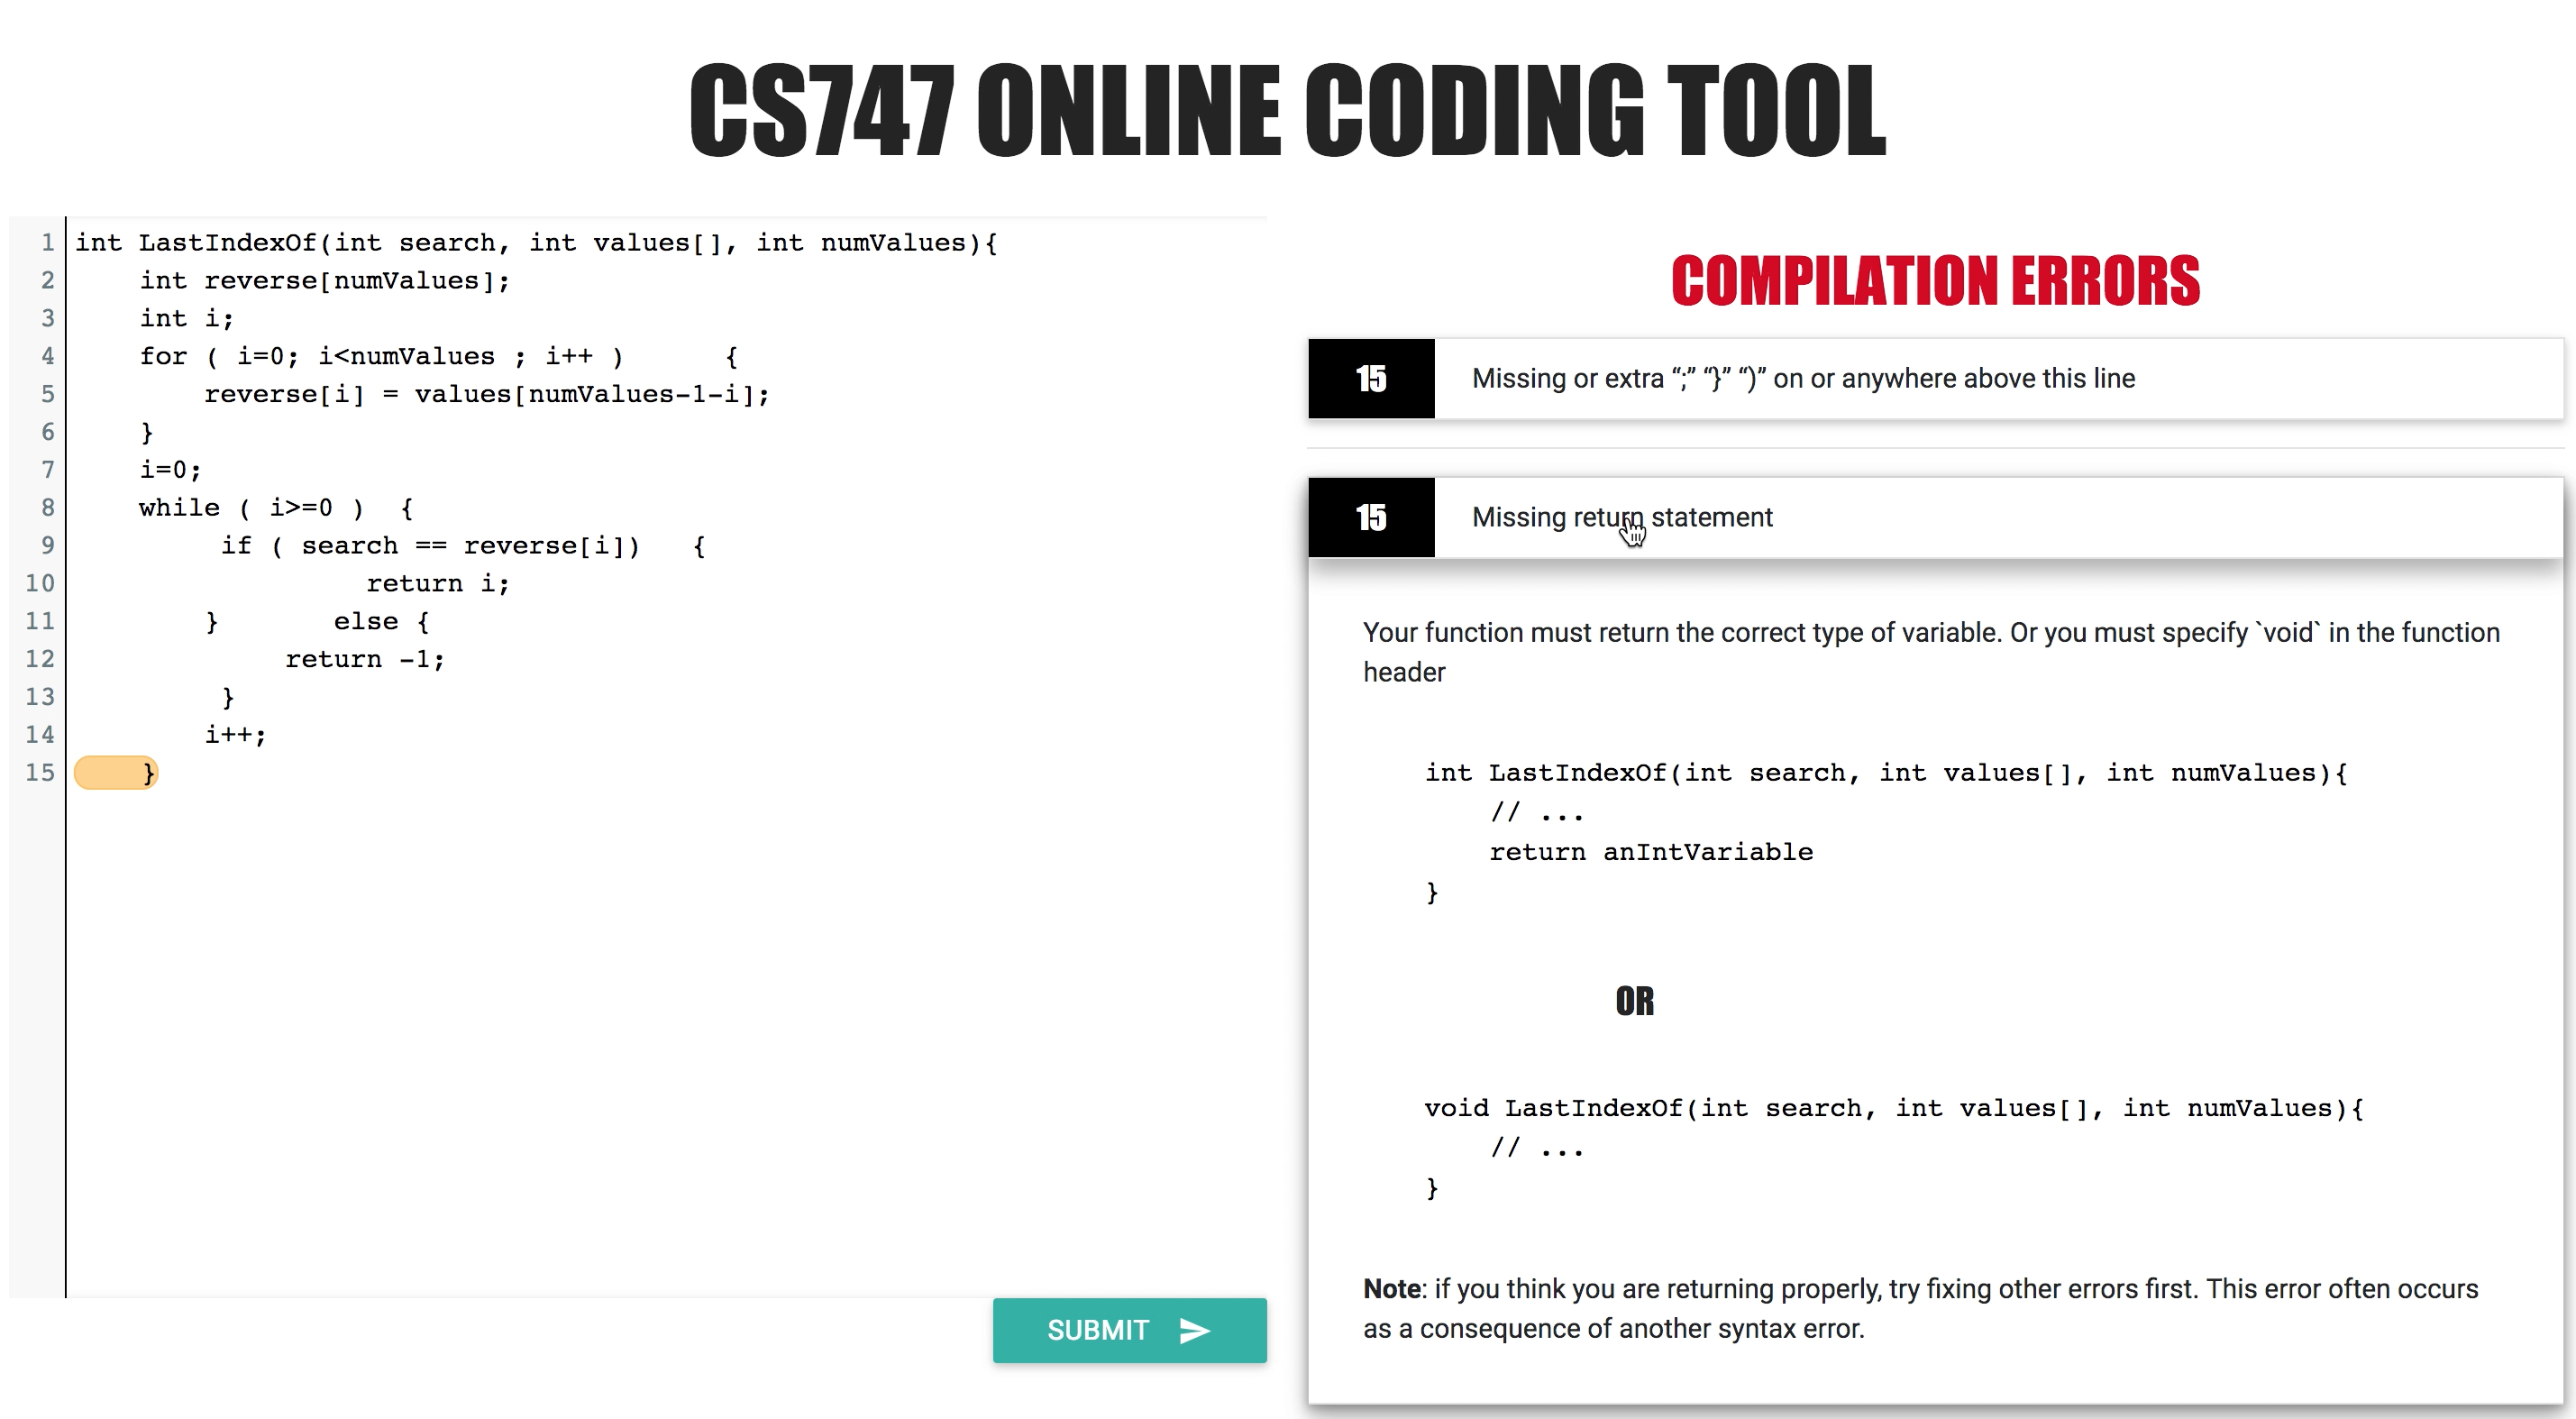 CS747 ONLINE CODING TOOL
1 int LastIndexOf(int search, int values[], int numValues){
2     int reverse[numValues];
3     int i;
4     for ( i=0; i<numValues ; i++ )      {
5         reverse[i] = values[numValues-1-i];
6     }
7     i=0;
8     while ( i>=0 )  {
9          if ( search == reverse[i])   {
10                   return i;
11         }       else {
12              return -1;
13          }
14         i++;
15     }
SUBMIT
COMPILATION ERRORS
15 Missing or extra “;” “}” “)” on or anywhere above this line
15 Missing return statement
Your function must return the correct type of variable. Or you must specify `void` in the function
header
int LastIndexOf(int search, int values[], int numValues){
    // ...
    return anIntVariable
}
OR
void LastIndexOf(int search, int values[], int numValues){
    // ...
}
Note: if you think you are returning properly, try fixing other errors first. This error often occurs
as a consequence of another syntax error.